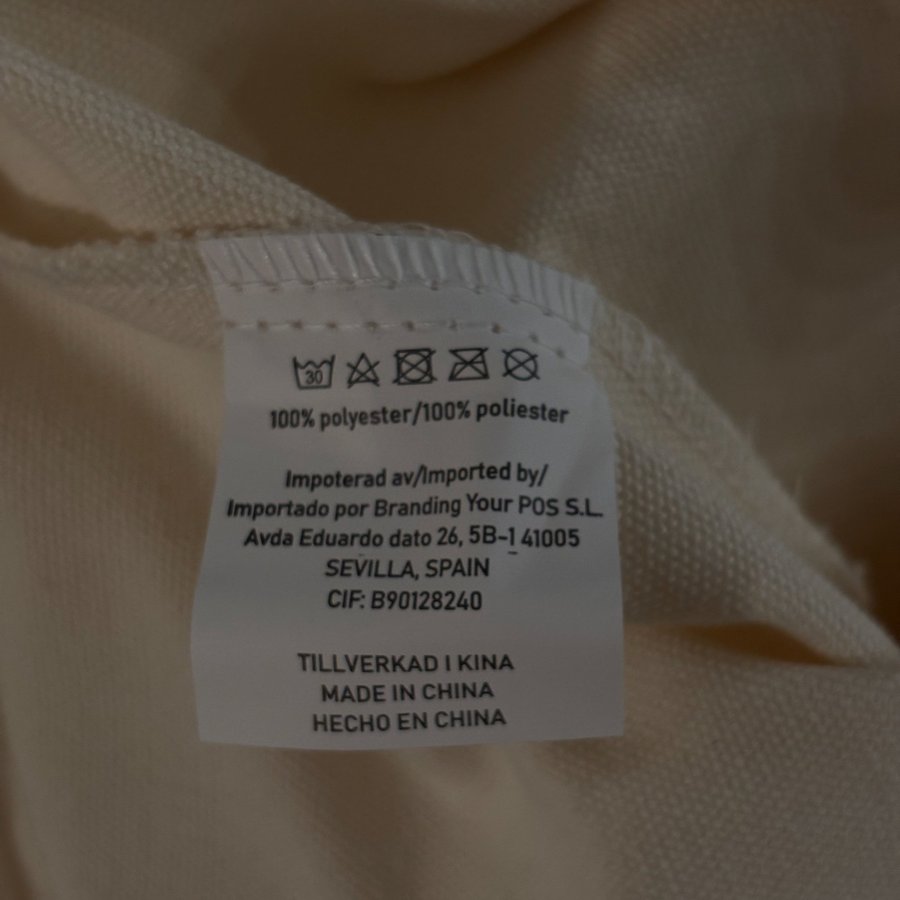 30
100% polyester/100% poliester
Impoterad av/Imported by/
Importado por Branding Your POS S.L.
Avda Eduardo dato 26, 5B-1 41005
SEVILLA, SPAIN
CIF: B90128240
TILLVERKAD I KINA
MADE IN CHINA
HECHO EN CHINA